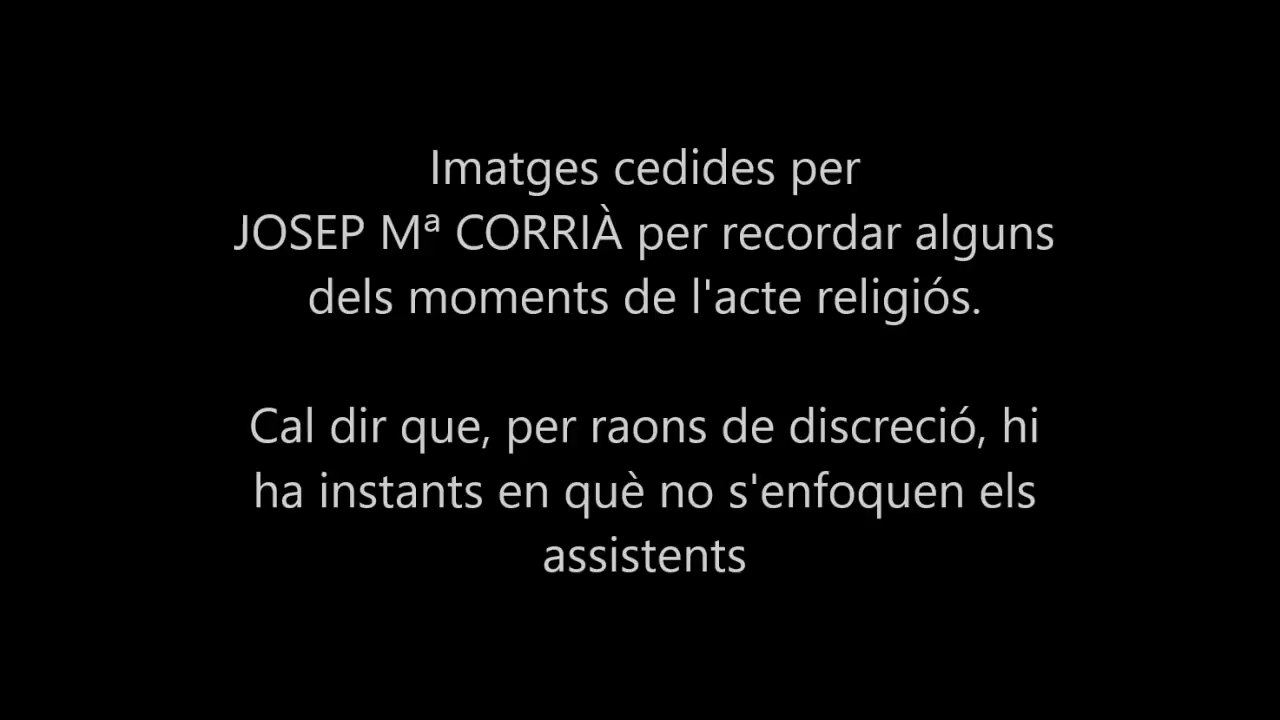 Imatges cedides per
JOSEP Mª CORRIÀ per recordar alguns
dels moments de l'acte religiós.
Cal dir que, per raons de discreció, hi
ha instants en què no s'enfoquen els
assistents